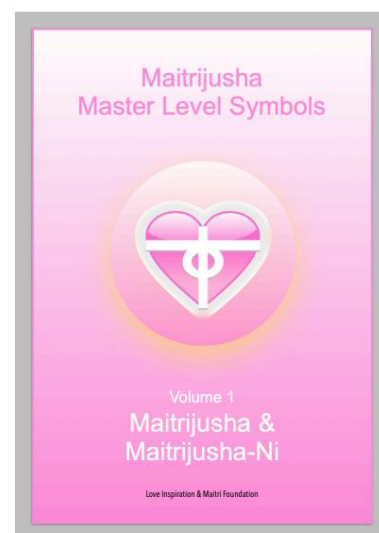 Maitrijusha
Master Level Symbols
Volume 1
Maitrijusha &
Maitrijusha-Ni
Love Inspiration & Maitri Foundation